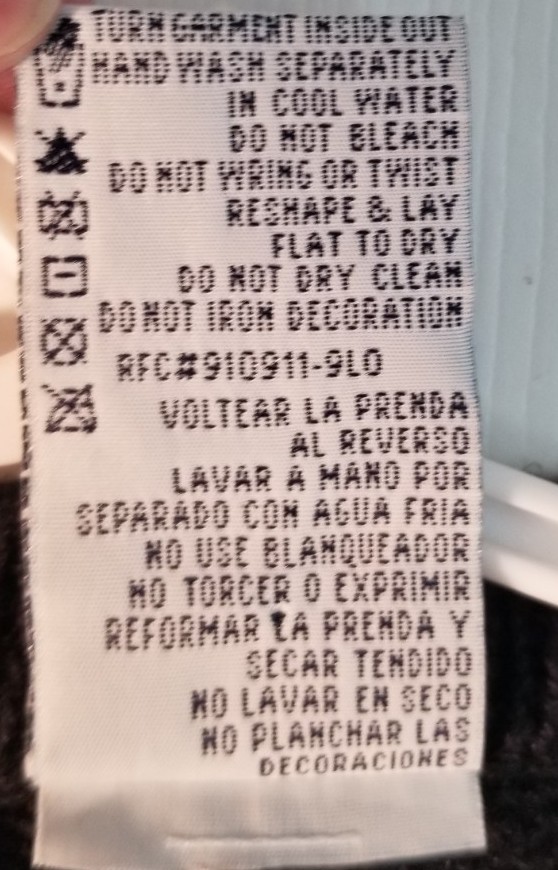 TURN GARMENT INSIDE OUT
HAND WASH SEPARATELY
IN COOL WATER
DO NOT BLEACH
DO NOT WRING OR TWIST
RESHAPE & LAY
FLAT TO DRY
DO NOT DRY CLEAN
DO NOT IRON DECORATION
RFC#910911-9L0
VOLTEAR LA PRENDA
AL REVERSO
LAVAR A MANO POR
SEPARADO CON AGUA FRIA
NO USE BLANQUEADOR
NO TORCER O EXPRIMIR
REFORMAR LA PRENDA Y
SECAR TENDIDO
NO LAVAR EN SECO
NO PLANCHAR LAS
DECORACIONES